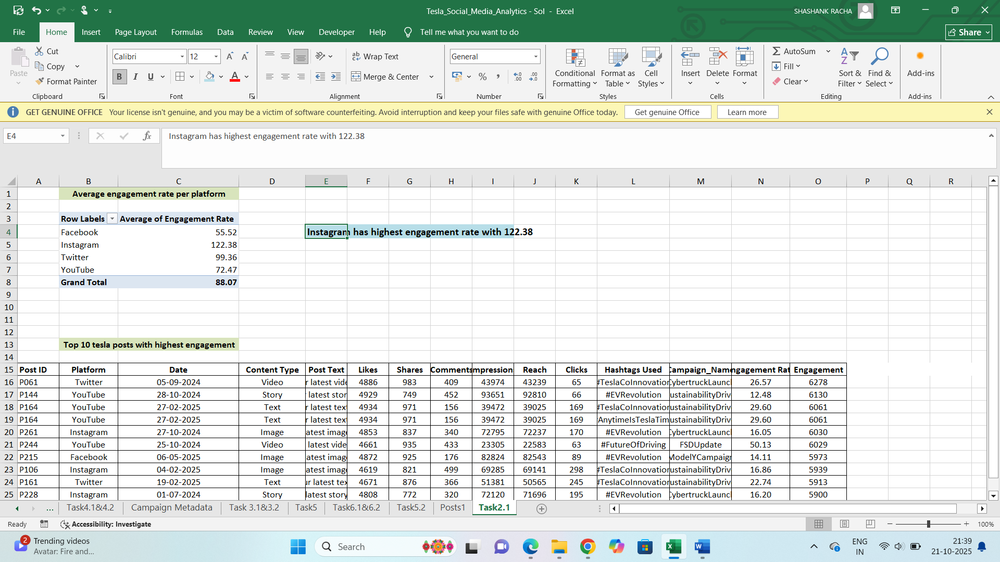 Tesla_Social_Media_Analytics - Sol - Excel
SHASHANK RACHA
File Home Insert Page Layout Formulas Data Review View Developer Help Tell me what you want to do Share
Paste
Cut
Copy
Format Painter
Clipboard
Calibri 12
B I U
Font
Wrap Text
Merge & Center
Alignment
General
Number
Conditional Formatting
Format as Table
Cell Styles
Styles
Insert Delete Format
Cells
AutoSum
Fill
Clear
Sort & Filter
Find & Select
Editing
Add-ins
Add-ins
GET GENUINE OFFICE Your license isn't genuine, and you may be a victim of software counterfeiting. Avoid interruption and keep your files safe with genuine Office today. Get genuine Office Learn more
E4 fx Instagram has highest engagement rate with 122.38
A B C D E F G H I J K L M N O P Q R
1 Average engagement rate per platform
2
3 Row Labels Average of Engagement Rate
4 Facebook 55.52 Instagram has highest engagement rate with 122.38
5 Instagram 122.38
6 Twitter 99.36
7 YouTube 72.47
8 Grand Total 88.07
9
10
11
12
13 Top 10 tesla posts with highest engagement
14
15 Post ID Platform Date Content Type Post Text Likes Shares Comments mpression Reach Clicks Hashtags Used Campaign_Name ngagement Rat Engagement
16 P061 Twitter 05-09-2024 Video r latest vide 4886 983 409 43974 43239 65 #TeslaCoInnovation CybertruckLaunch 26.57 6278
17 P144 YouTube 28-10-2024 Story r latest stor 4929 749 452 93651 92810 66 #EVRevolution ustainabilityDriv 12.48 6130
18 P164 YouTube 27-02-2025 Text r latest text 4934 971 156 39472 39025 169 #TeslaCoInnovation ustainabilityDriv 29.60 6061
19 P164 YouTube 27-02-2025 Text r latest text 4934 971 156 39472 39025 169 AnytimeIsTeslaTim ustainabilityDriv 29.60 6061
20 P261 Instagram 27-10-2024 Image atest image 4853 837 340 72795 72237 170 #EVRevolution CybertruckLaunch 16.05 6030
21 P244 YouTube 25-10-2024 Video latest vide 4661 935 433 23305 22583 63 #FutureOfDriving FSDUpdate 50.13 6029
22 P215 Facebook 06-05-2025 Image atest image 4872 925 176 82824 82543 89 #EVRevolution ModelYCampaign 14.11 5973
23 P106 Instagram 04-02-2025 Image atest image 4619 821 499 69285 69141 298 #TeslaCoInnovation ustainabilityDriv 16.86 5939
24 P161 Twitter 19-02-2025 Text ur latest tex 4671 876 366 51381 50565 245 #TeslaCoInnovation ustainabilityDriv 22.74 5913
25 P228 Instagram 01-07-2024 Story latest story 4808 772 320 72120 71696 195 #EVRevolution CybertruckLaunch 16.20 5900
... Task4.1&4.2 Campaign Metadata Task 3.1&3.2 Task5 Task6.1&6.2 Task5.2 Posts1 Task2.1
Ready Accessibility: Investigate 100%
2 Trending videos
Avatar: Fire and...
Search
ENG
IN
21:39
21-10-2025